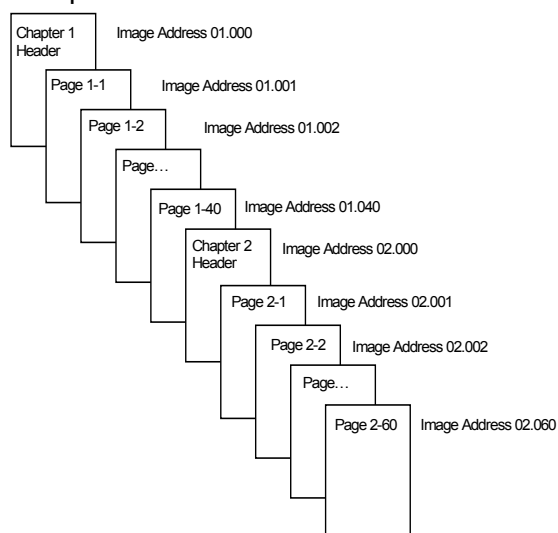 Chapter 1
Header
Image Address 01.000
Page 1-1
Image Address 01.001
Page 1-2
Image Address 01.002
Page…
Page 1-40
Image Address 01.040
Chapter 2
Header
Image Address 02.000
Page 2-1
Image Address 02.001
Page 2-2
Image Address 02.002
Page…
Page 2-60
Image Address 02.060